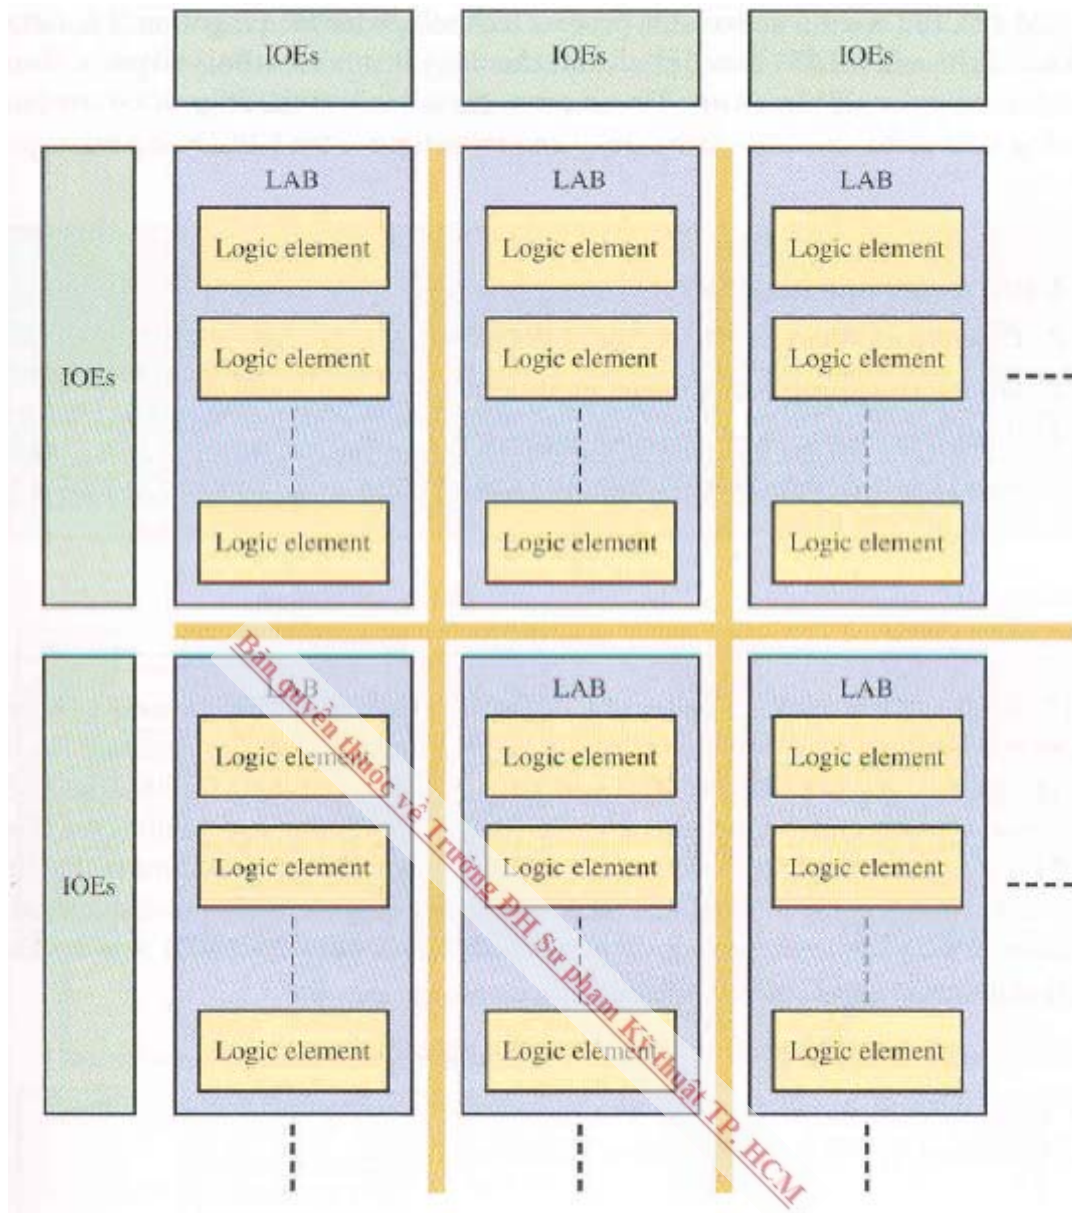 IOEs IOEs IOEs
LAB LAB LAB
Logic element Logic element Logic element
Logic element Logic element Logic element
IOEs
Logic element Logic element Logic element
LAB LAB LAB
Logic element Logic element Logic element
Logic element Logic element Logic element
IOEs
Logic element Logic element Logic element
Bản quyền thuộc về Trường ĐH Sư phạm Kỹ thuật TP. HCM